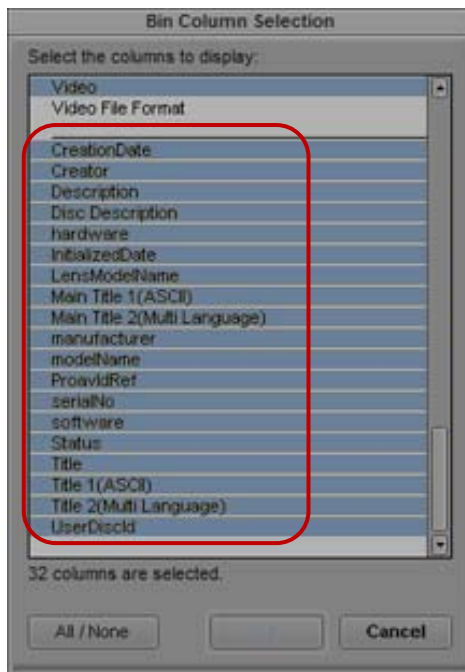 Bin Column Selection
Select the columns to display:
Video
Video File Format
CreationDate
Creator
Description
Disc Description
hardware
InitializedDate
LensModelName
Main Title 1(ASCII)
Main Title 2(Multi Language)
manufacturer
modelName
ProavIdRef
serialNo
software
Status
Title
Title 1(ASCII)
Title 2(Multi Language)
UserDiscId
32 columns are selected.
All / None
Cancel